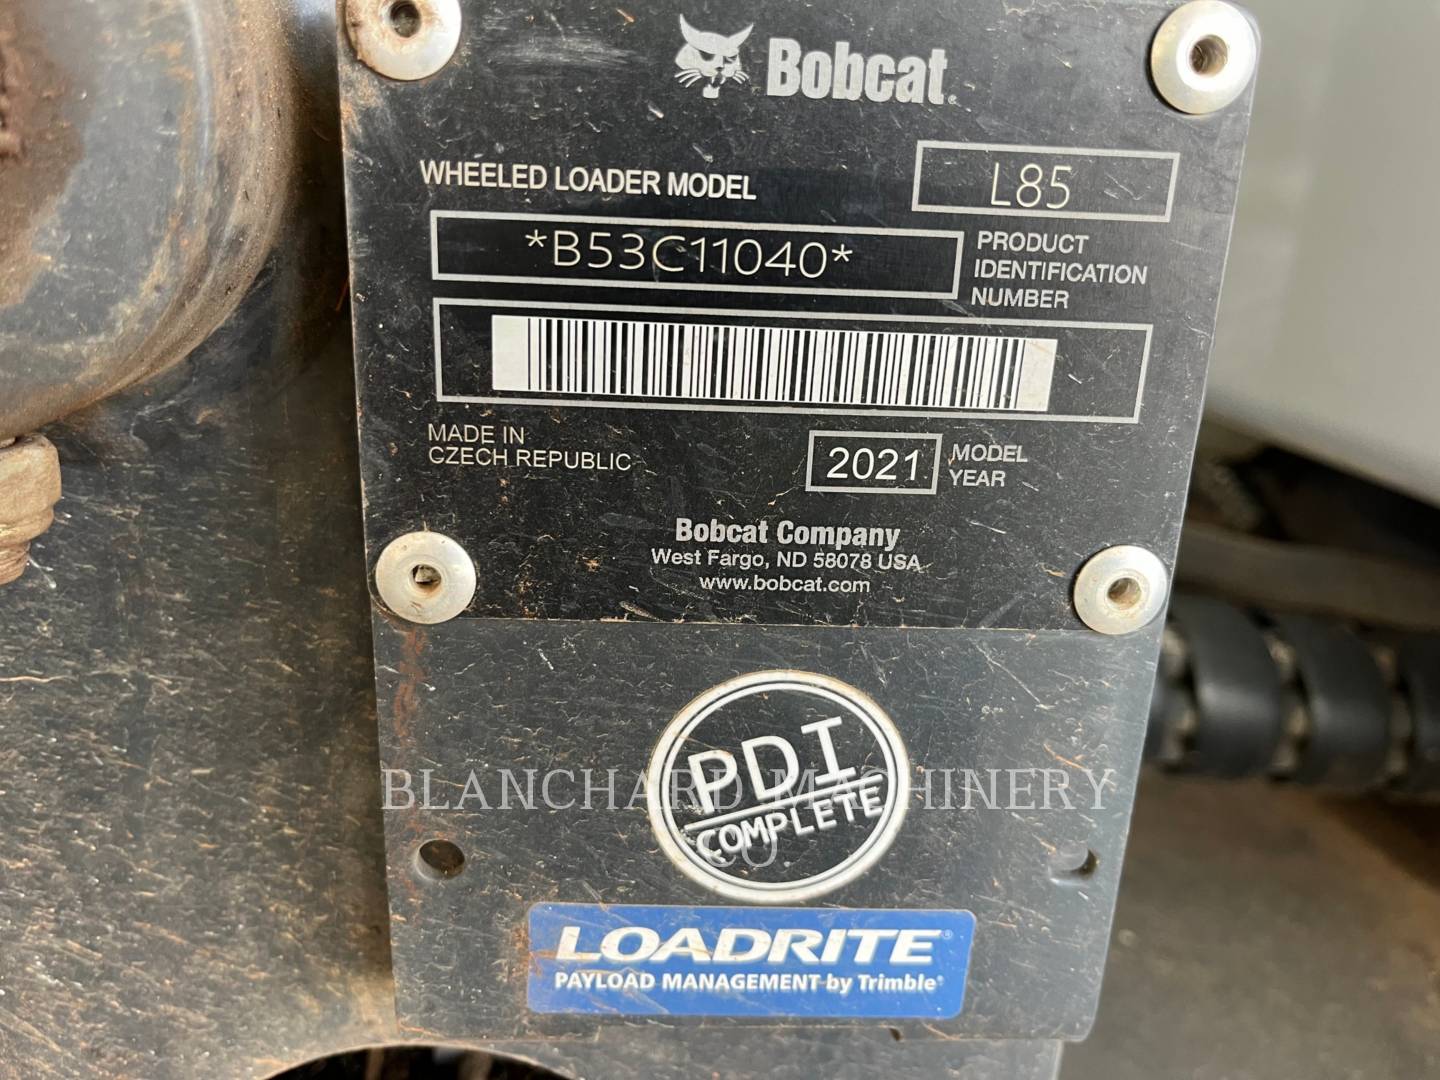 Bobcat®
WHEELED LOADER MODEL
L85
*B53C11040*
PRODUCT
IDENTIFICATION
NUMBER
MADE IN
CZECH REPUBLIC
2021
MODEL
YEAR
Bobcat Company
West Fargo, ND 58078 USA
www.bobcat.com
PDI
COMPLETE
BLANCHARD MACHINERY
CO.
LOADRITE®
PAYLOAD MANAGEMENT by Trimble®